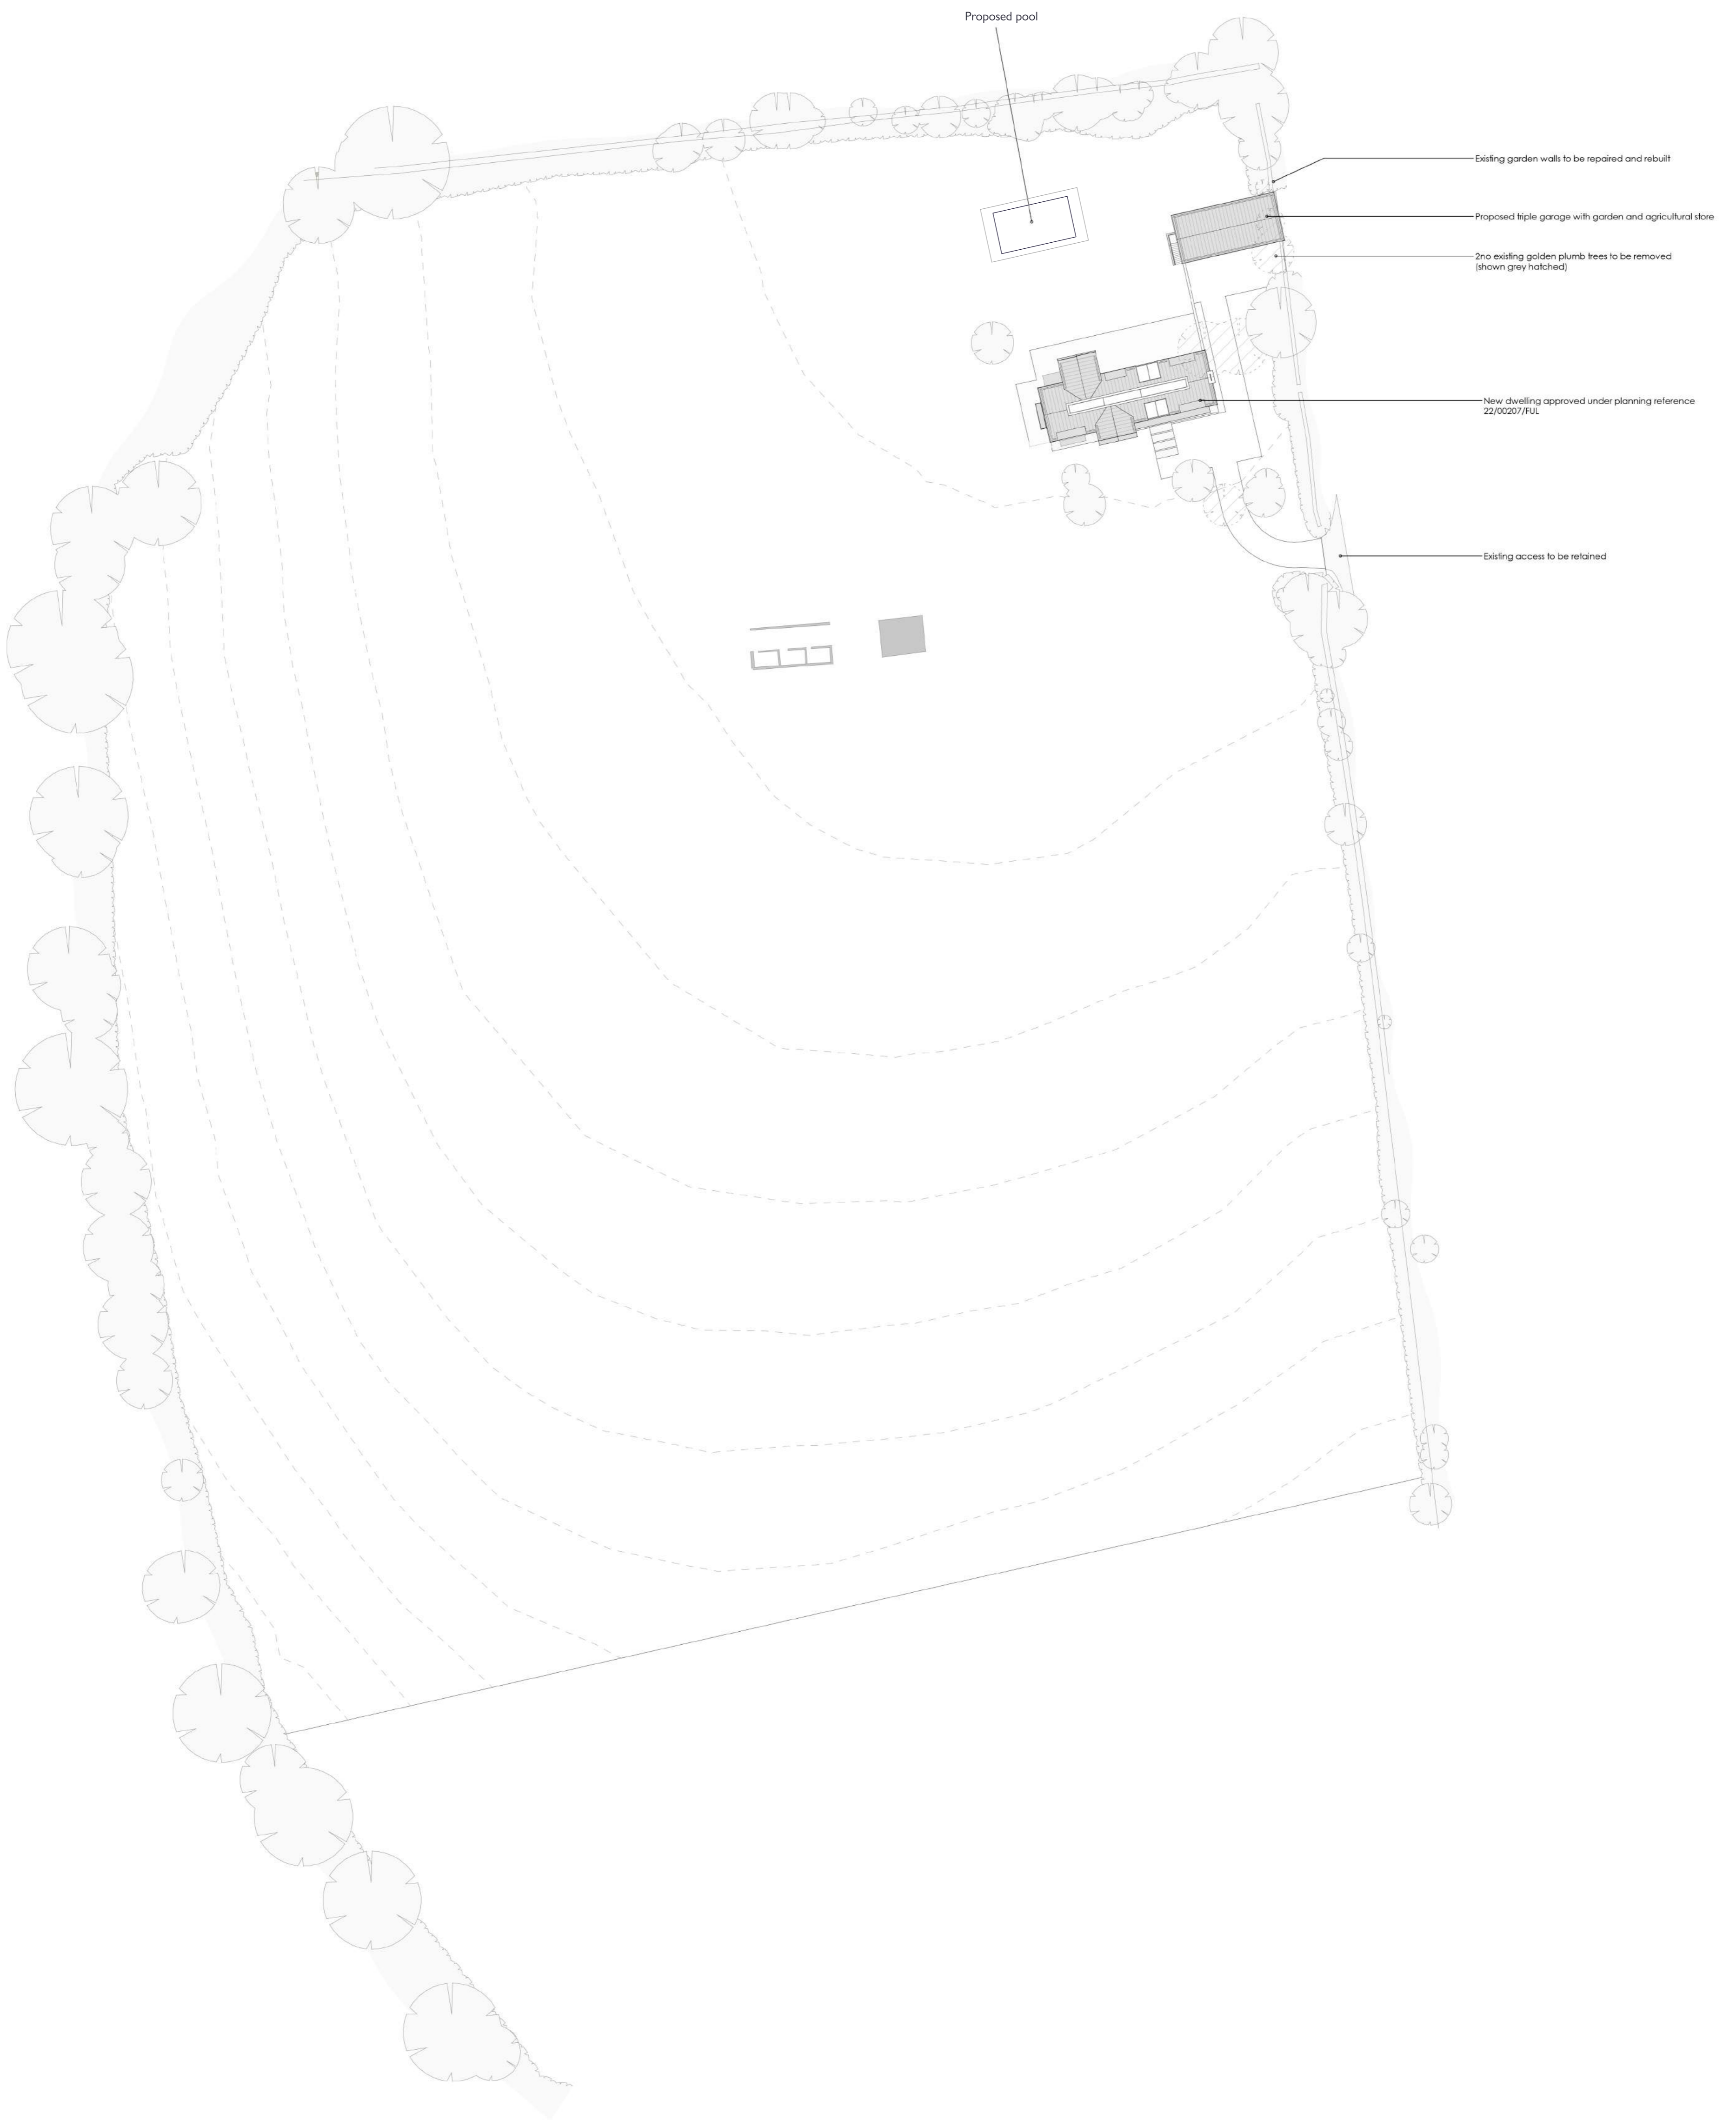 Proposed pool
Existing garden walls to be repaired and rebuilt
Proposed triple garage with garden and agricultural store
2no existing golden plumb trees to be removed
(shown grey hatched)
New dwelling approved under planning reference
22/00207/FUL
Existing access to be retained